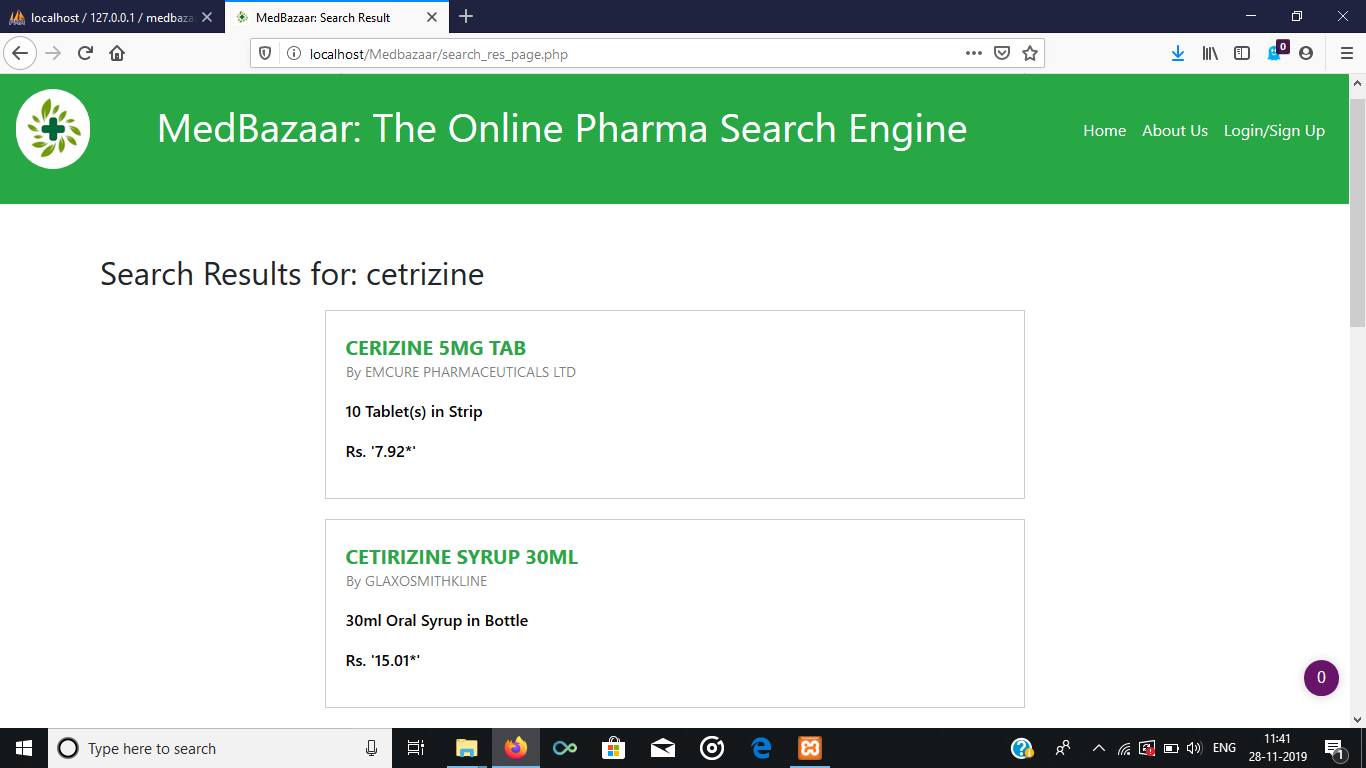 localhost / 127.0.0.1 / medbaza
MedBazaar: Search Result
localhost/Medbazaar/search_res_page.php
0
MedBazaar: The Online Pharma Search Engine
Home About Us Login/Sign Up
Search Results for: cetrizine
CERIZINE 5MG TAB
By EMCURE PHARMACEUTICALS LTD
10 Tablet(s) in Strip
Rs. '7.92*'
CETIRIZINE SYRUP 30ML
By GLAXOSMITHKLINE
30ml Oral Syrup in Bottle
Rs. '15.01*'
0
Type here to search
ENG
11:41
28-11-2019
1